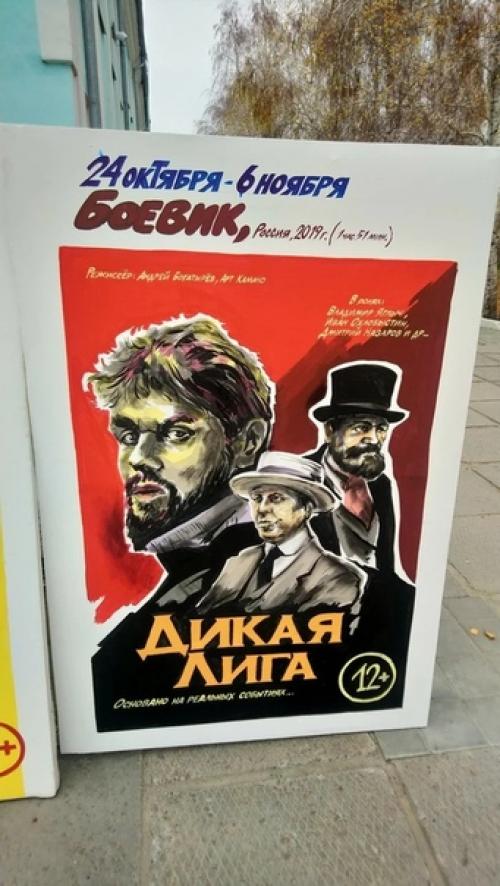 24 ОКТЯБРЯ - 6 НОЯБРЯ
БОЕВИК, РОССИЯ, 2019 г. (1 ЧАС 51 МИН.)
РЕЖИССЁР: АНДРЕЙ БОГАТЫРЁВ, АРТ КАМАЧО
В РОЛЯХ:
ВЛАДИМИР ЯГЛЫЧ,
ИВАН ОХЛОБЫСТИН,
ДМИТРИЙ НАЗАРОВ И ДР...
ДИКАЯ
ЛИГА
12+
ОСНОВАНО НА РЕАЛЬНЫХ СОБЫТИЯХ...
+